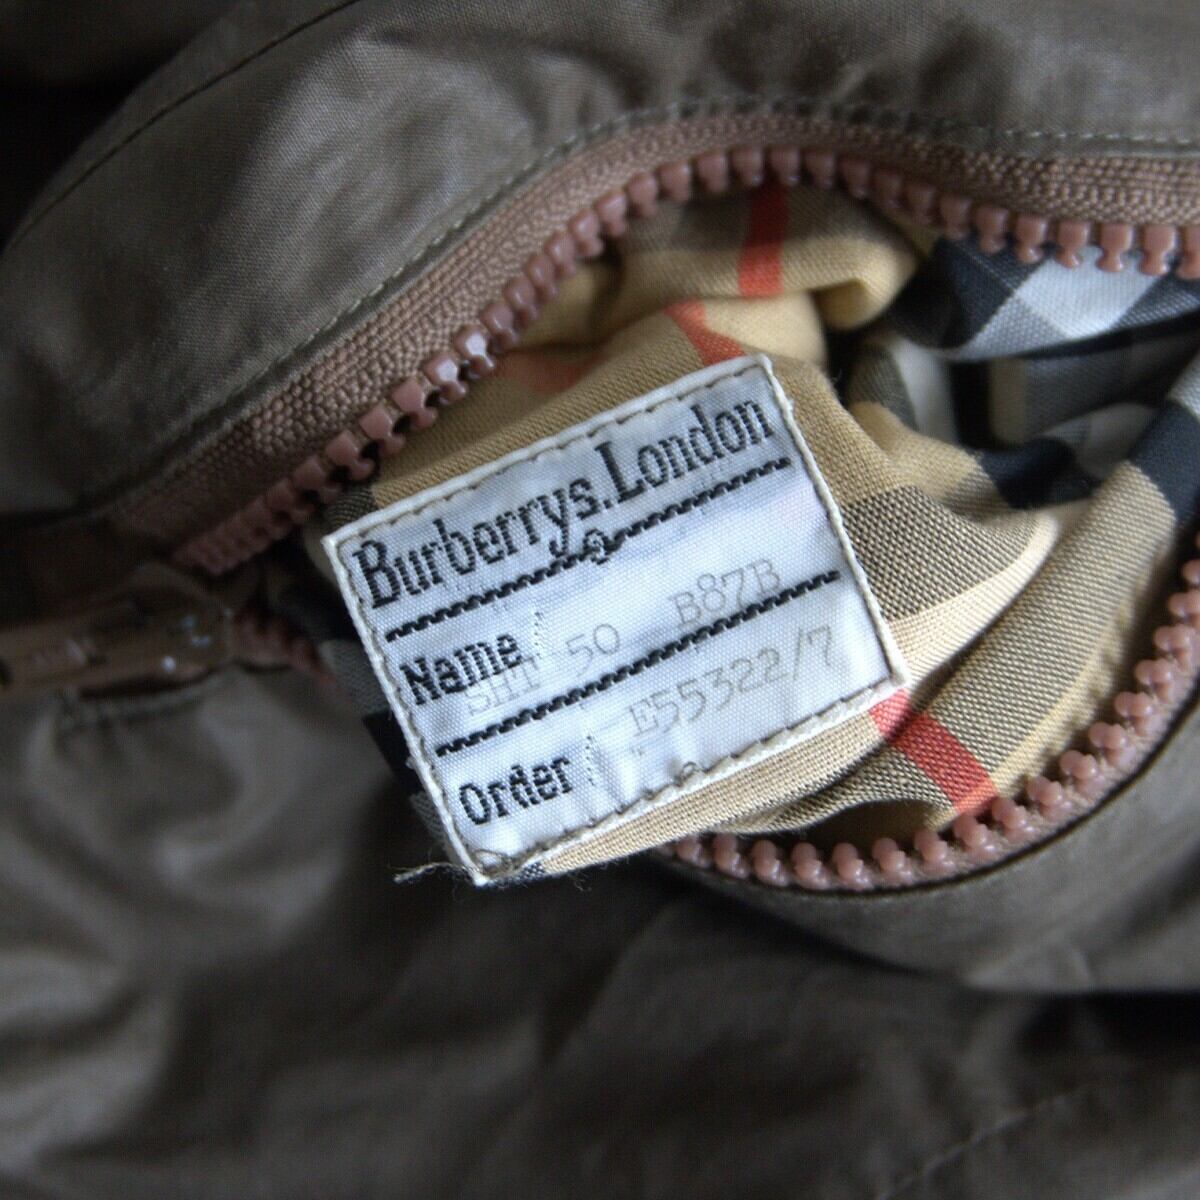 Burberrys. London
B87B
Name
SHT 50
E55322/7
Order